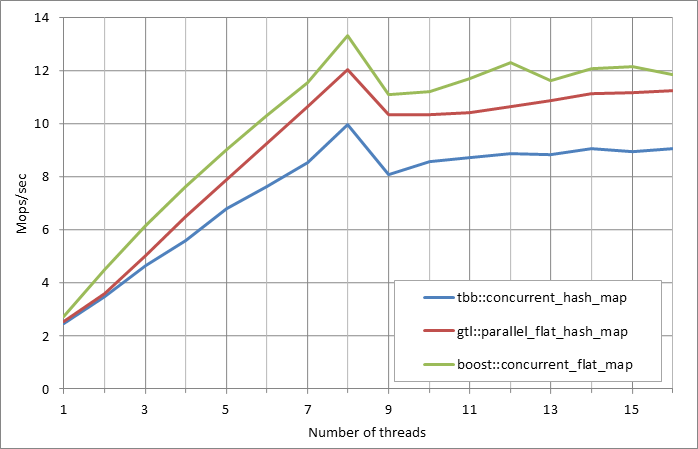 14
12
10
8
6
4
2
0
Mops/sec
tbb::concurrent_hash_map
gtl::parallel_flat_hash_map
boost::concurrent_flat_map
1 3 5 7 9 11 13 15
Number of threads